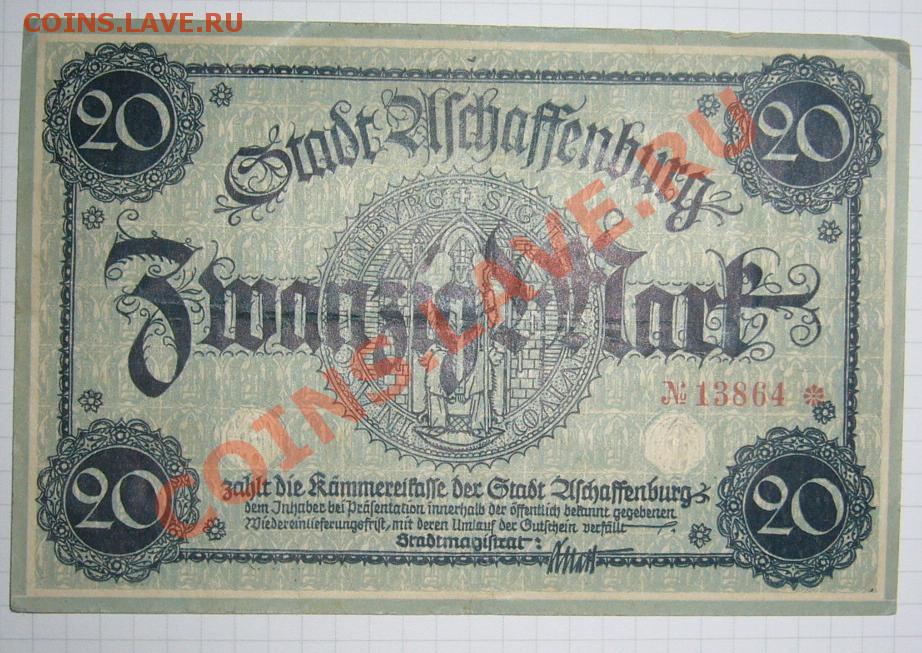 COINS.LAVE.RU
20 20
Stadt Aschaffenburg
Zwanzig Mark
COINS.LAVE.RU
№ 13864
20 20
zahlt die Kämmereikasse der Stadt Aschaffenburg
dem Inhaber bei Präsentation innerhalb der öffentlich bekannt gegebenen
Wiedereinlieferungsfrist, mit deren Umlauf der Gutschein verfällt
Stadtmagistrat: